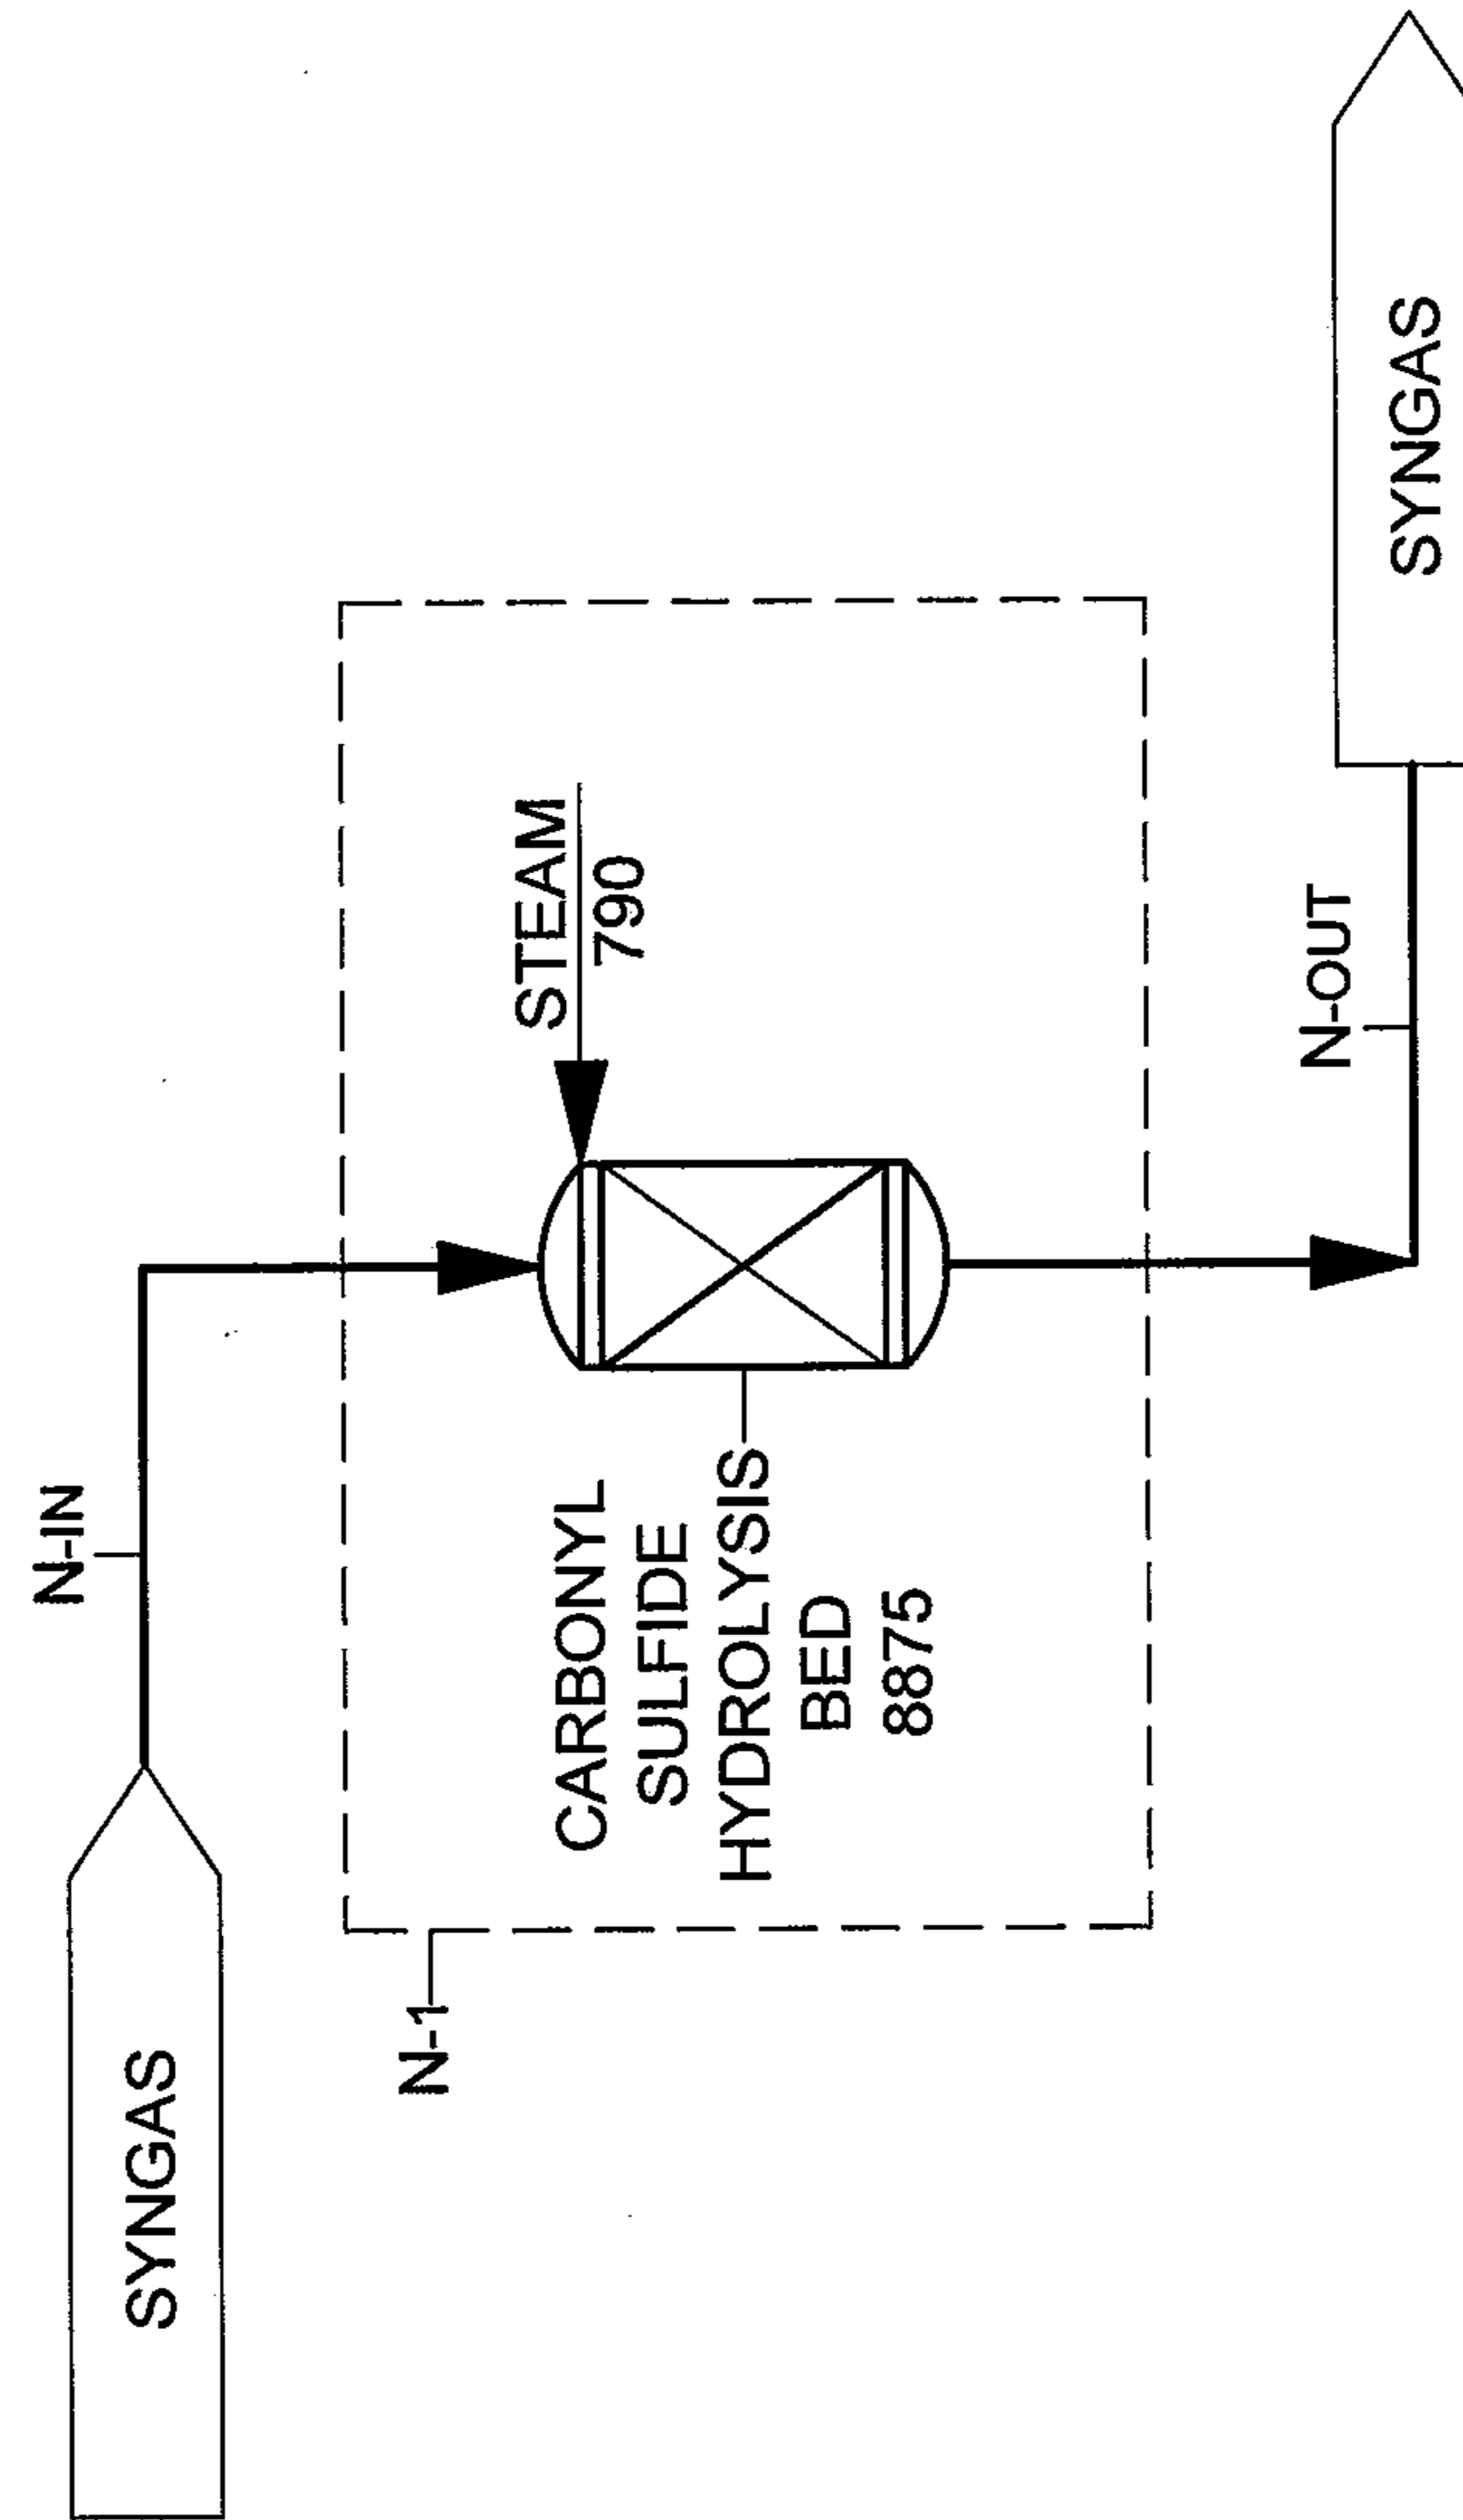 SYNGAS
N-IN
N-1
CARBONYL
SULFIDE
HYDROLYSIS
BED
8875
STEAM
790
N-OUT
SYNGAS